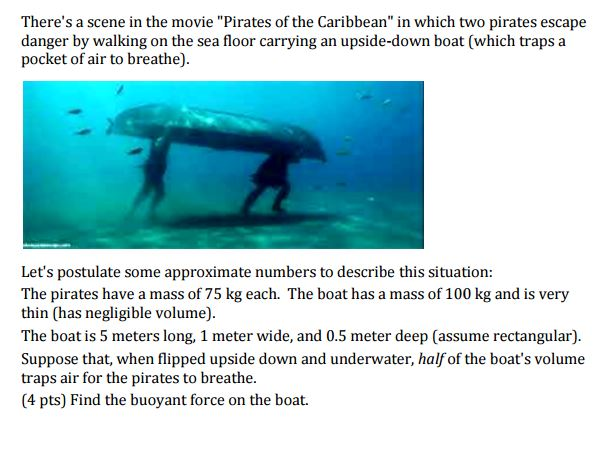 There's a scene in the movie "Pirates of the Caribbean" in which two pirates escape
danger by walking on the sea floor carrying an upside-down boat (which traps a
pocket of air to breathe).
Let's postulate some approximate numbers to describe this situation:
The pirates have a mass of 75 kg each. The boat has a mass of 100 kg and is very
thin (has negligible volume).
The boat is 5 meters long, 1 meter wide, and 0.5 meter deep (assume rectangular).
Suppose that, when flipped upside down and underwater, half of the boat's volume
traps air for the pirates to breathe.
(4 pts) Find the buoyant force on the boat.